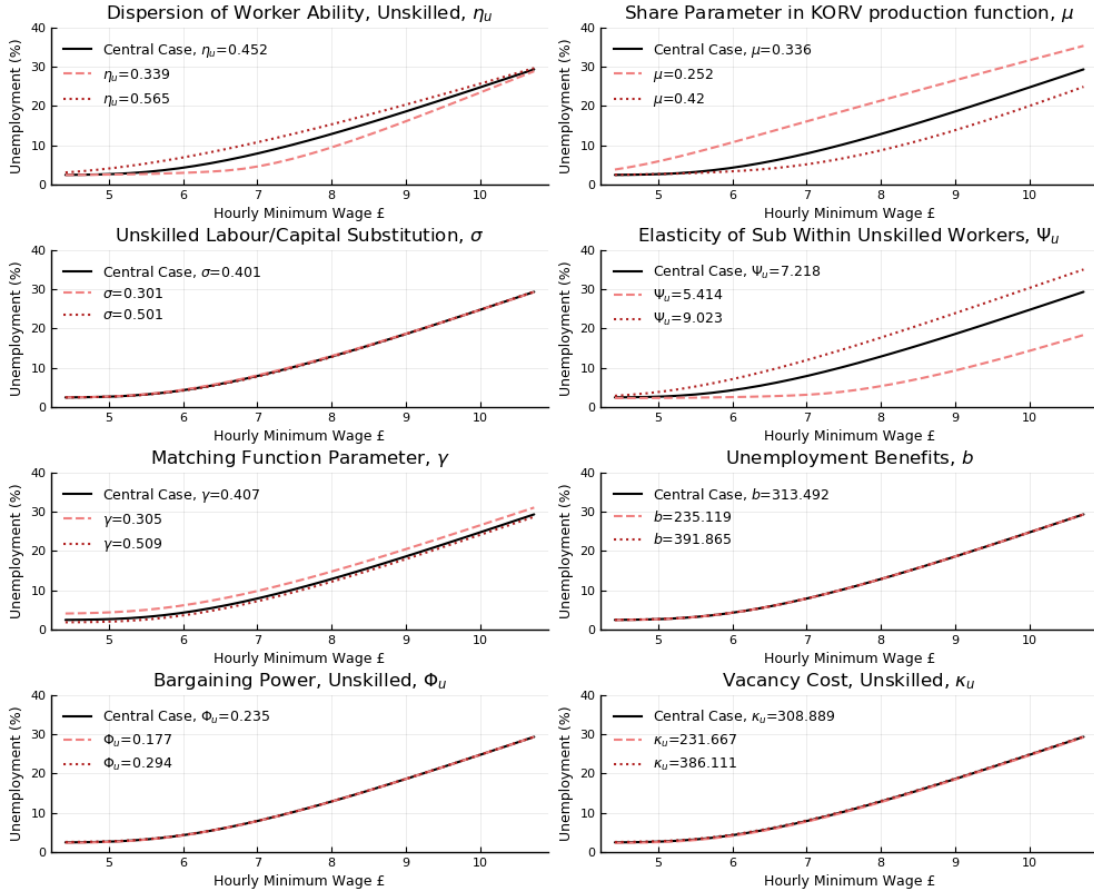 Dispersion of Worker Ability, Unskilled, ηu
Unemployment (%)
40
30
20
10
0
Central Case, ηu=0.452
ηu=0.339
ηu=0.565
5 6 7 8 9 10
Hourly Minimum Wage £
Share Parameter in KORV production function, μ
Unemployment (%)
40
30
20
10
0
Central Case, μ=0.336
μ=0.252
μ=0.42
5 6 7 8 9 10
Hourly Minimum Wage £
Unskilled Labour/Capital Substitution, σ
Unemployment (%)
40
30
20
10
0
Central Case, σ=0.401
σ=0.301
σ=0.501
5 6 7 8 9 10
Hourly Minimum Wage £
Elasticity of Sub Within Unskilled Workers, Ψu
Unemployment (%)
40
30
20
10
0
Central Case, Ψu=7.218
Ψu=5.414
Ψu=9.023
5 6 7 8 9 10
Hourly Minimum Wage £
Matching Function Parameter, γ
Unemployment (%)
40
30
20
10
0
Central Case, γ=0.407
γ=0.305
γ=0.509
5 6 7 8 9 10
Hourly Minimum Wage £
Unemployment Benefits, b
Unemployment (%)
40
30
20
10
0
Central Case, b=313.492
b=235.119
b=391.865
5 6 7 8 9 10
Hourly Minimum Wage £
Bargaining Power, Unskilled, Φu
Unemployment (%)
40
30
20
10
0
Central Case, Φu=0.235
Φu=0.177
Φu=0.294
5 6 7 8 9 10
Hourly Minimum Wage £
Vacancy Cost, Unskilled, κu
Unemployment (%)
40
30
20
10
0
Central Case, κu=308.889
κu=231.667
κu=386.111
5 6 7 8 9 10
Hourly Minimum Wage £